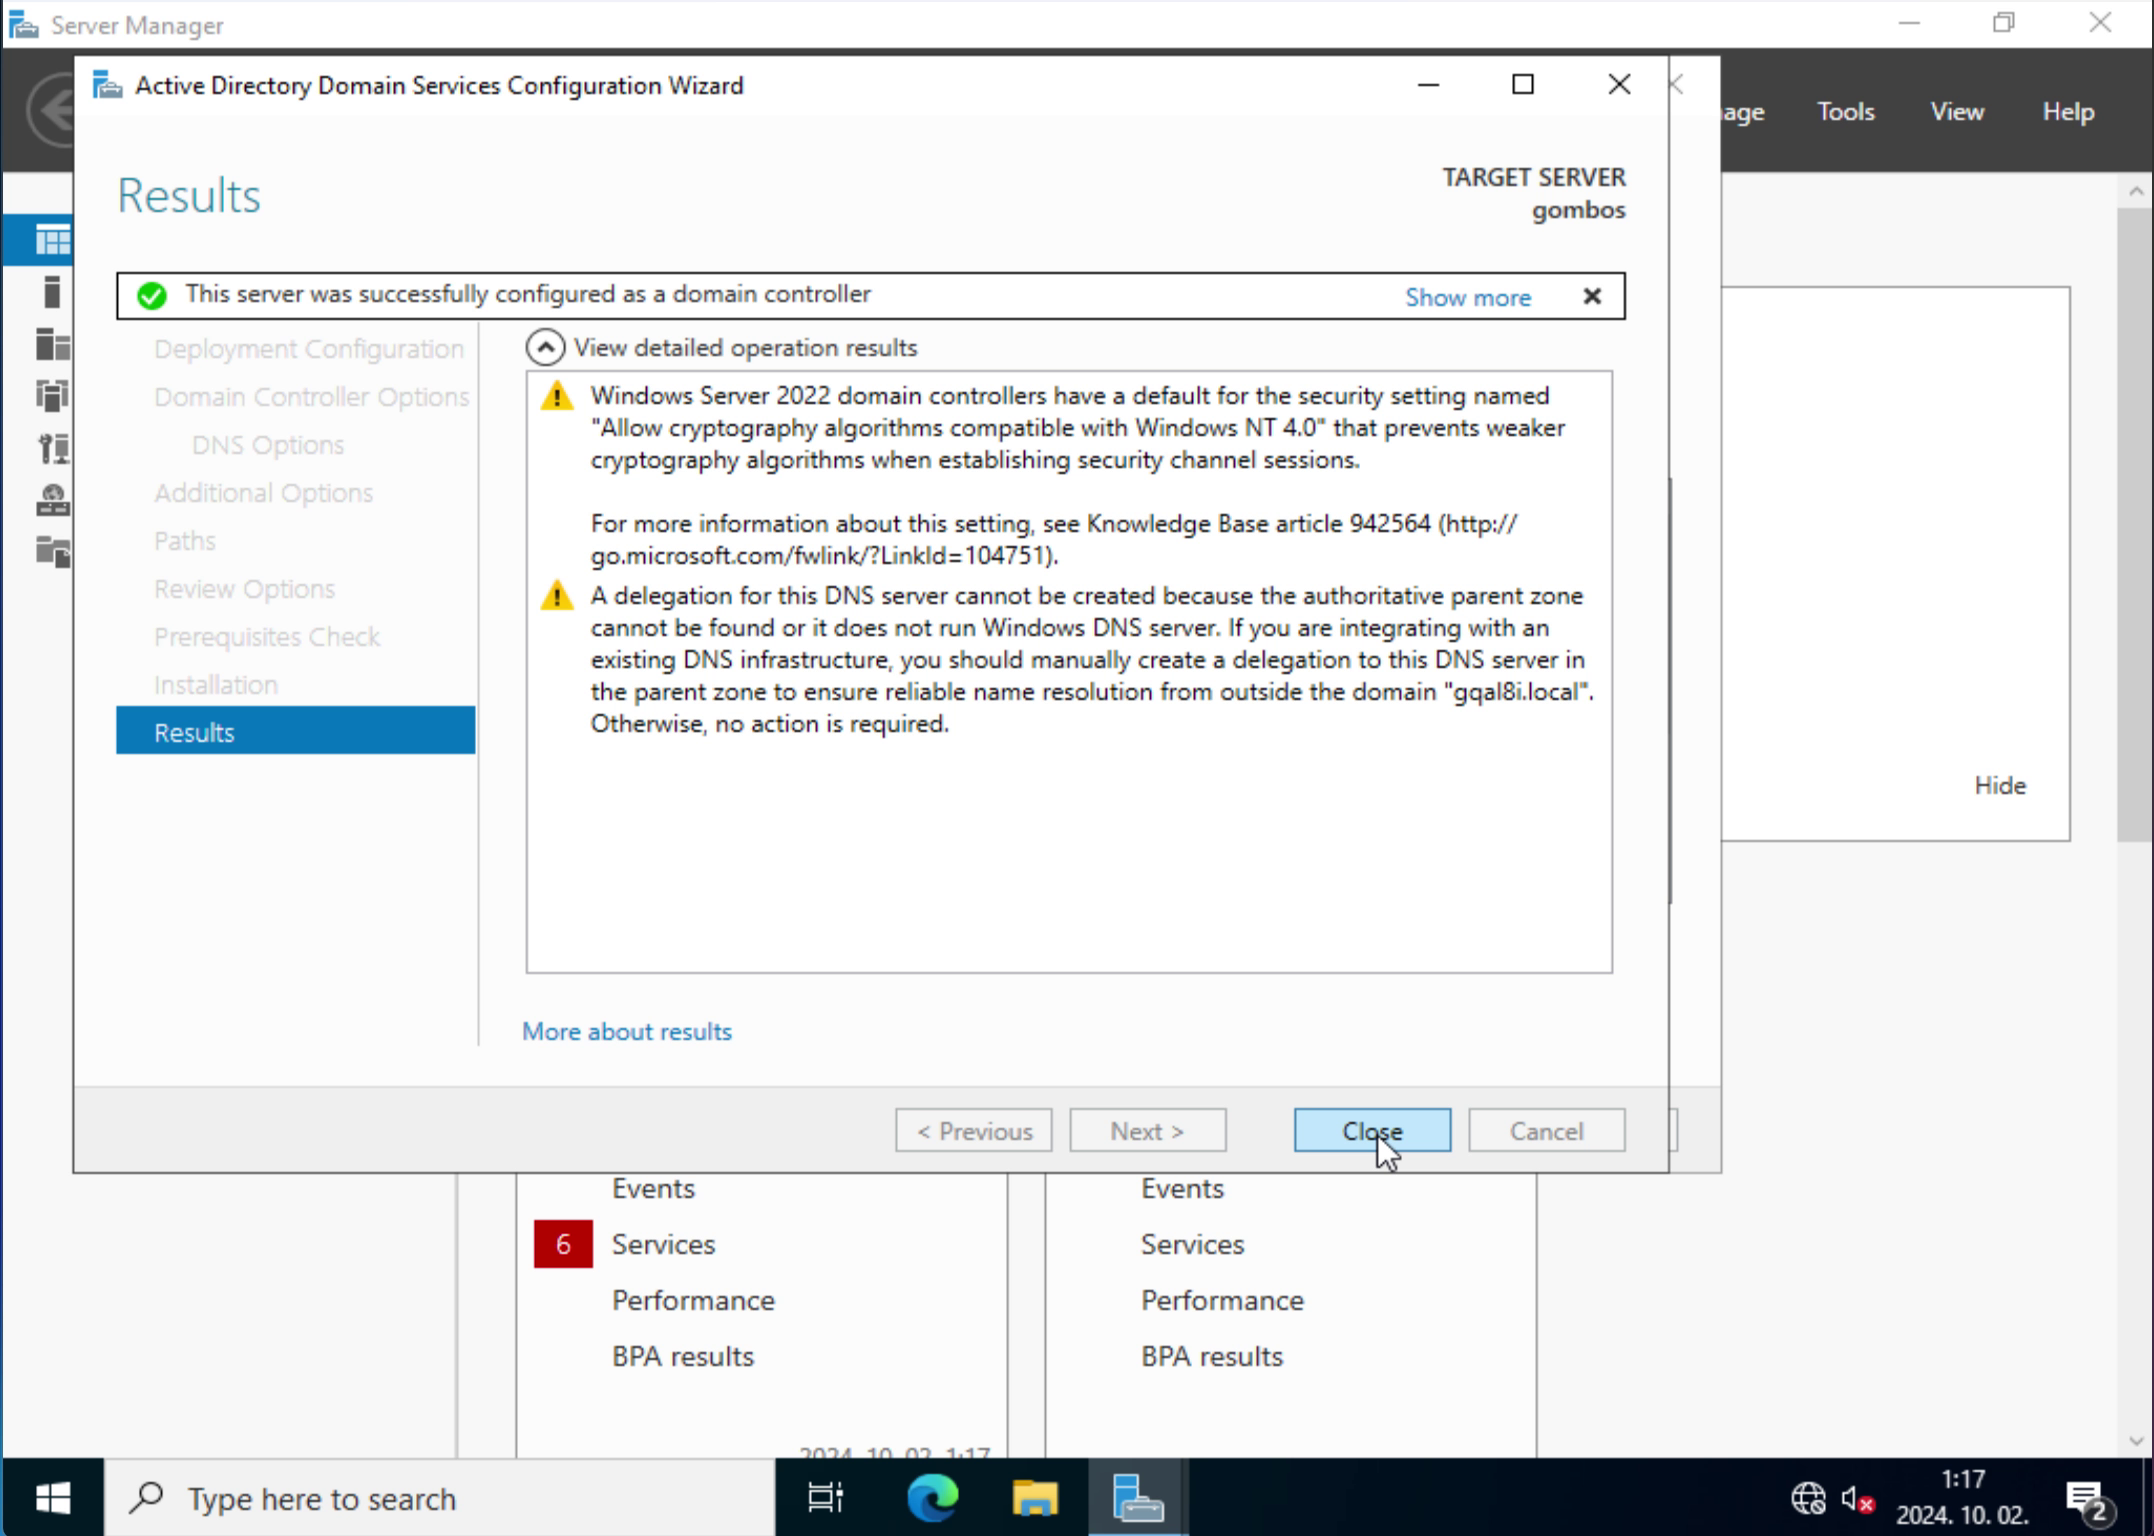 Server Manager
Active Directory Domain Services Configuration Wizard
Tools
View
Help
Results
TARGET SERVER
gombos
This server was successfully configured as a domain controller
Show more
Deployment Configuration
Domain Controller Options
DNS Options
Additional Options
Paths
Review Options
Prerequisites Check
Installation
Results
View detailed operation results
Windows Server 2022 domain controllers have a default for the security setting named
"Allow cryptography algorithms compatible with Windows NT 4.0" that prevents weaker
cryptography algorithms when establishing security channel sessions.
For more information about this setting, see Knowledge Base article 942564 (http://
go.microsoft.com/fwlink/?LinkId=104751).
A delegation for this DNS server cannot be created because the authoritative parent zone
cannot be found or it does not run Windows DNS server. If you are integrating with an
existing DNS infrastructure, you should manually create a delegation to this DNS server in
the parent zone to ensure reliable name resolution from outside the domain "gqal8i.local".
Otherwise, no action is required.
Hide
More about results
< Previous
Next >
Close
Cancel
Events
6 Services
Performance
BPA results
Events
Services
Performance
BPA results
2024. 10. 02. 1:17
Type here to search
1:17
2024. 10. 02.
2